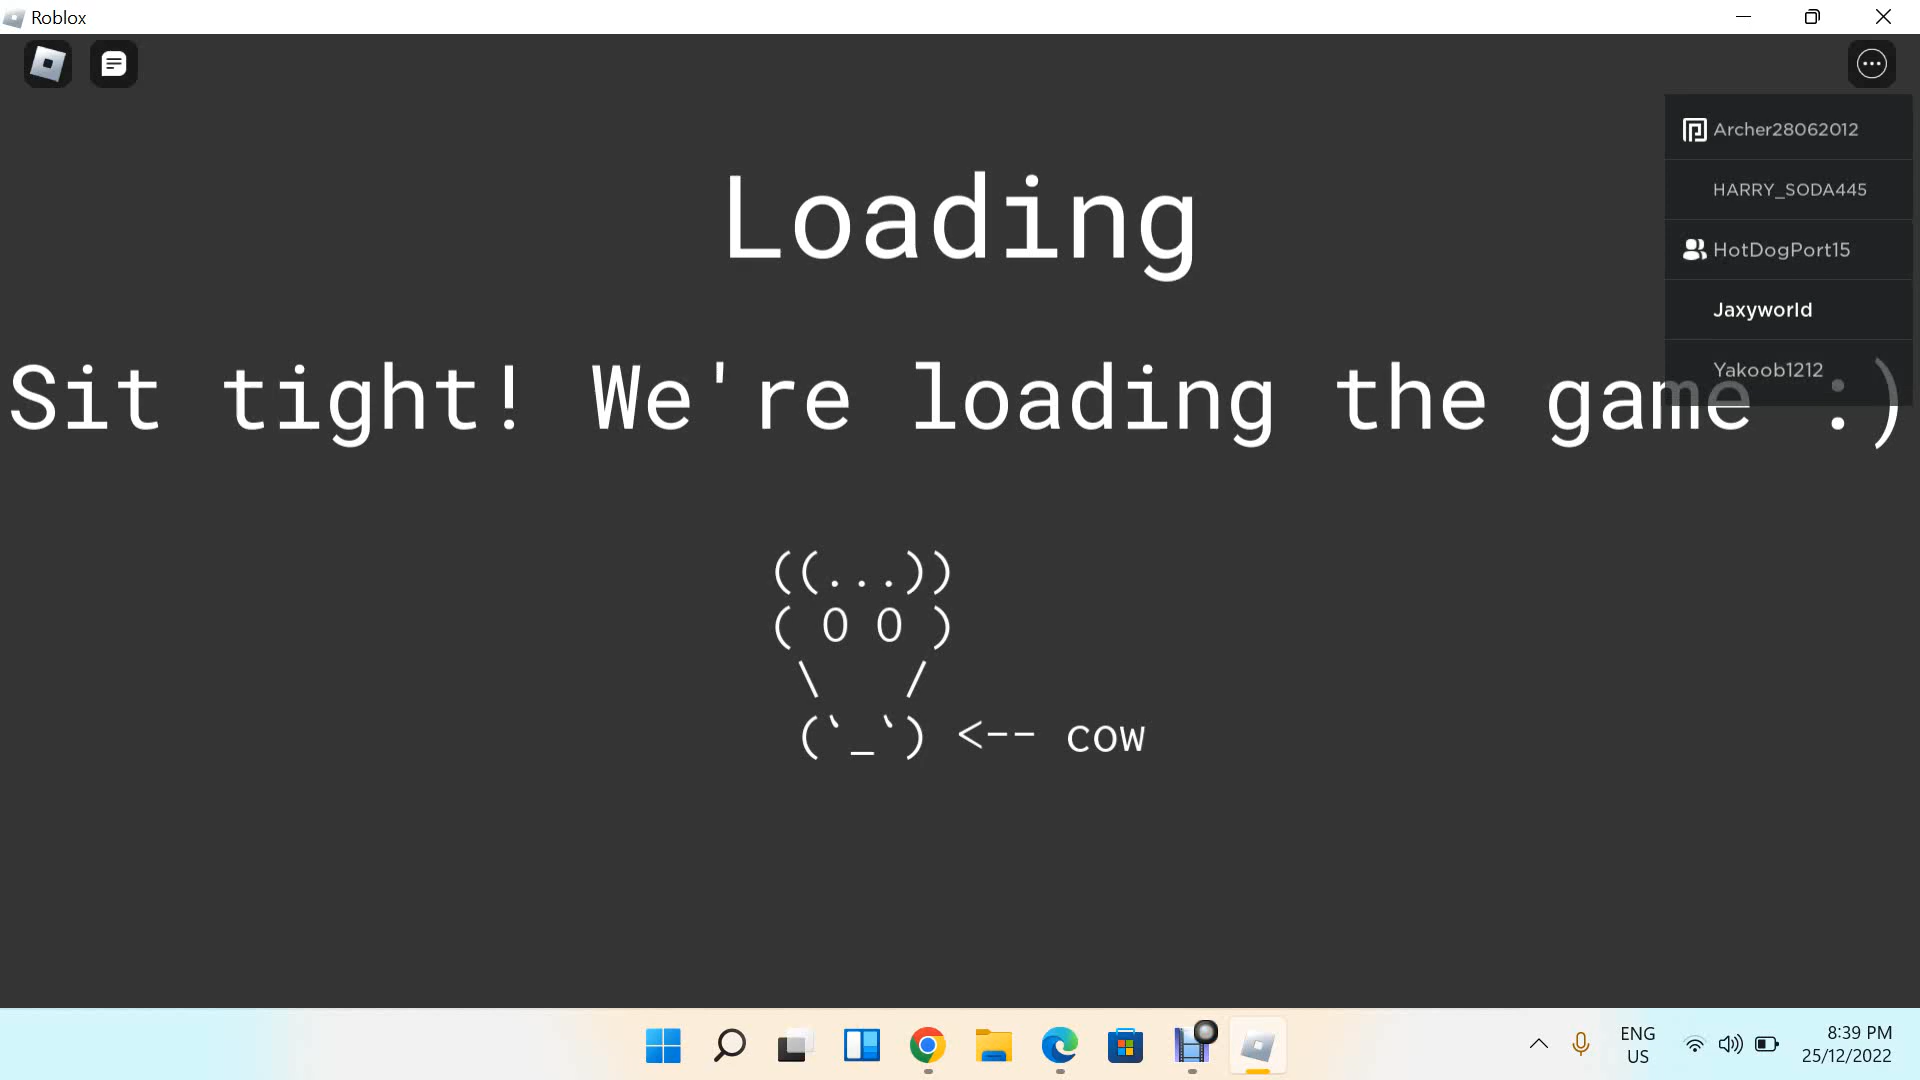 Roblox
Archer28062012
HARRY_SODA445
HotDogPort15
Jaxyworld
Yakoob1212
Loading
Sit tight! We're loading the game :)
((...))
( O O )
\   /
(`_`) <-- cow
ENG
US
8:39 PM
25/12/2022